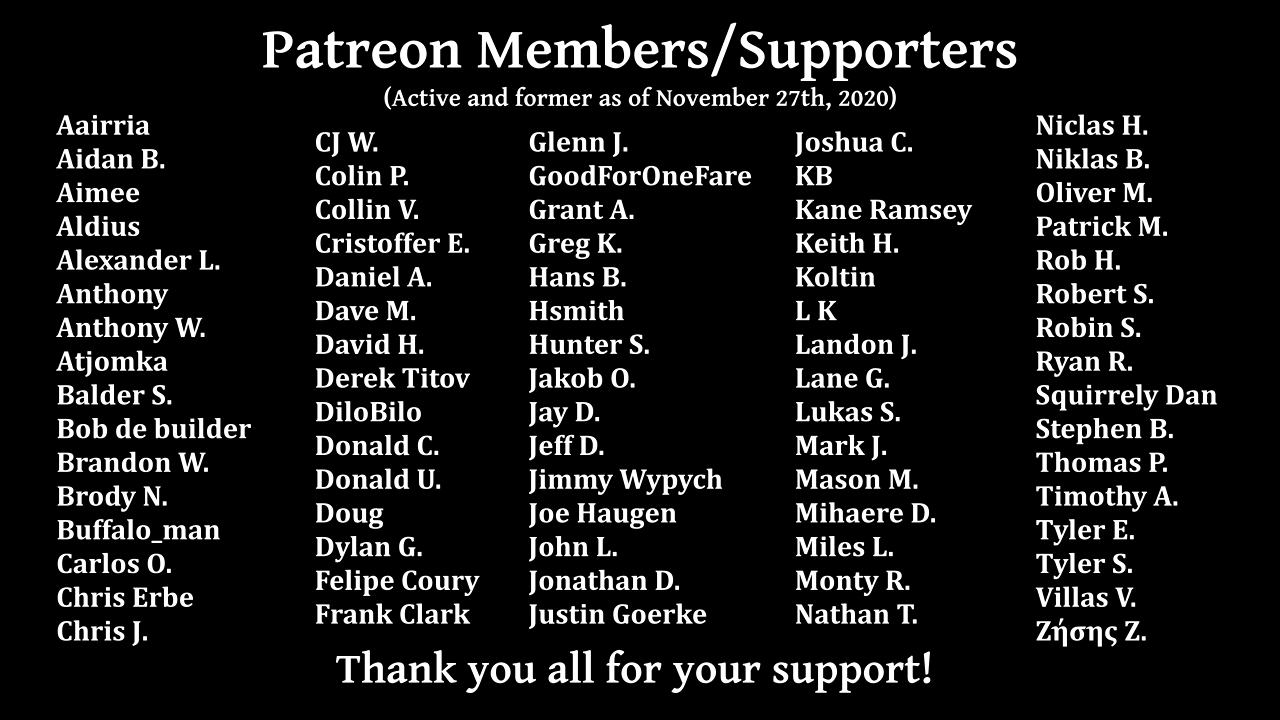 Patreon Members/Supporters
(Active and former as of November 27th, 2020)
Aairria
Aidan B.
Aimee
Aldius
Alexander L.
Anthony
Anthony W.
Atjomka
Balder S.
Bob de builder
Brandon W.
Brody N.
Buffalo_man
Carlos O.
Chris Erbe
Chris J.
CJ W.
Colin P.
Collin V.
Cristoffer E.
Daniel A.
Dave M.
David H.
Derek Titov
DiloBilo
Donald C.
Donald U.
Doug
Dylan G.
Felipe Coury
Frank Clark
Glenn J.
GoodForOneFare
Grant A.
Greg K.
Hans B.
Hsmith
Hunter S.
Jakob O.
Jay D.
Jeff D.
Jimmy Wypych
Joe Haugen
John L.
Jonathan D.
Justin Goerke
Joshua C.
KB
Kane Ramsey
Keith H.
Koltin
L K
Landon J.
Lane G.
Lukas S.
Mark J.
Mason M.
Mihaere D.
Miles L.
Monty R.
Nathan T.
Niclas H.
Niklas B.
Oliver M.
Patrick M.
Rob H.
Robert S.
Robin S.
Ryan R.
Squirrely Dan
Stephen B.
Thomas P.
Timothy A.
Tyler E.
Tyler S.
Villas V.
Ζήσης Ζ.
Thank you all for your support!